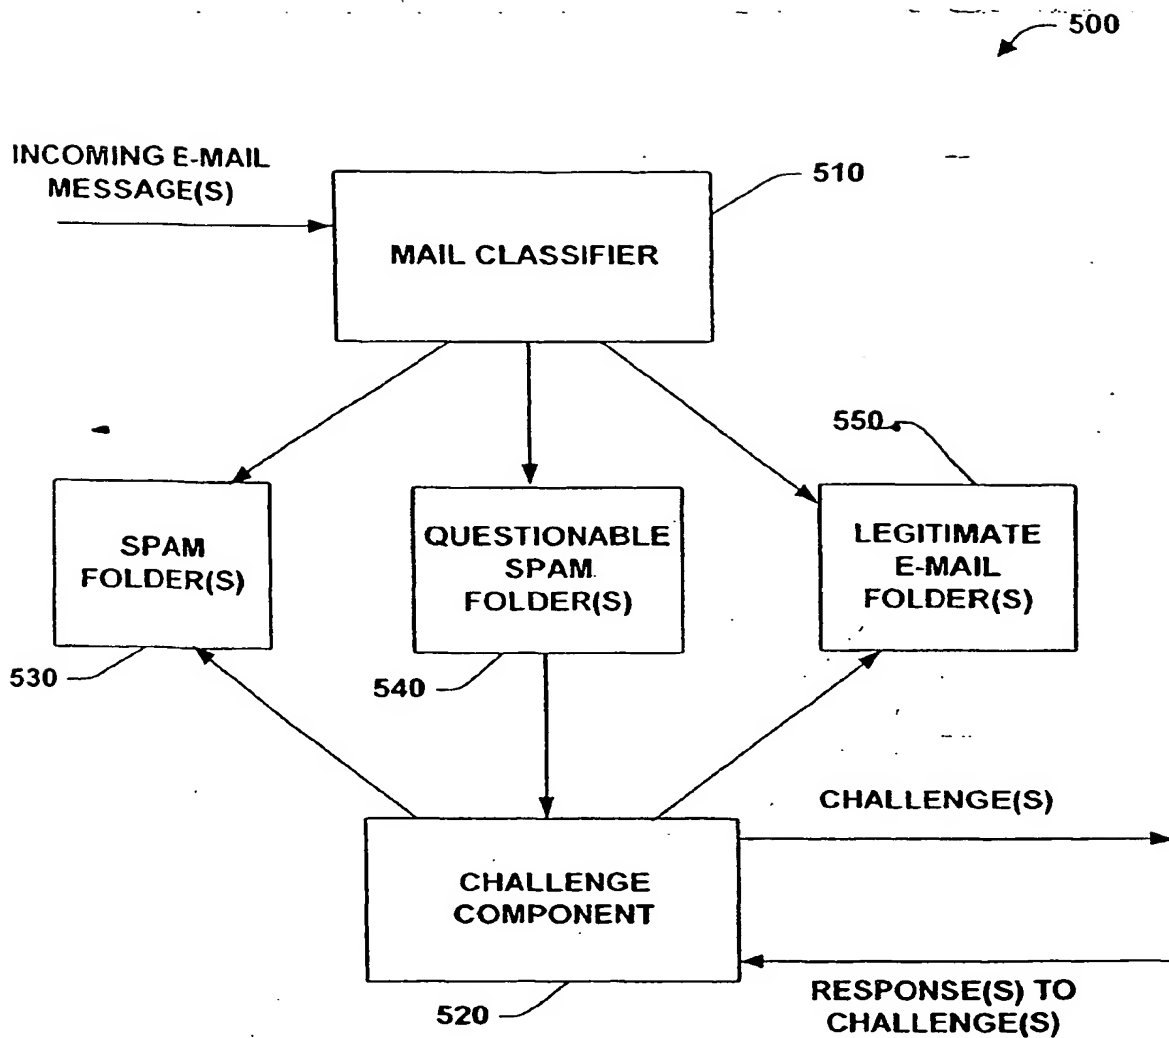 500
INCOMING E-MAIL
MESSAGE(S)
510
MAIL CLASSIFIER
550
SPAM
FOLDER(S)
QUESTIONABLE
SPAM
FOLDER(S)
LEGITIMATE
E-MAIL
FOLDER(S)
530
540
CHALLENGE(S)
CHALLENGE
COMPONENT
520
RESPONSE(S) TO
CHALLENGE(S)